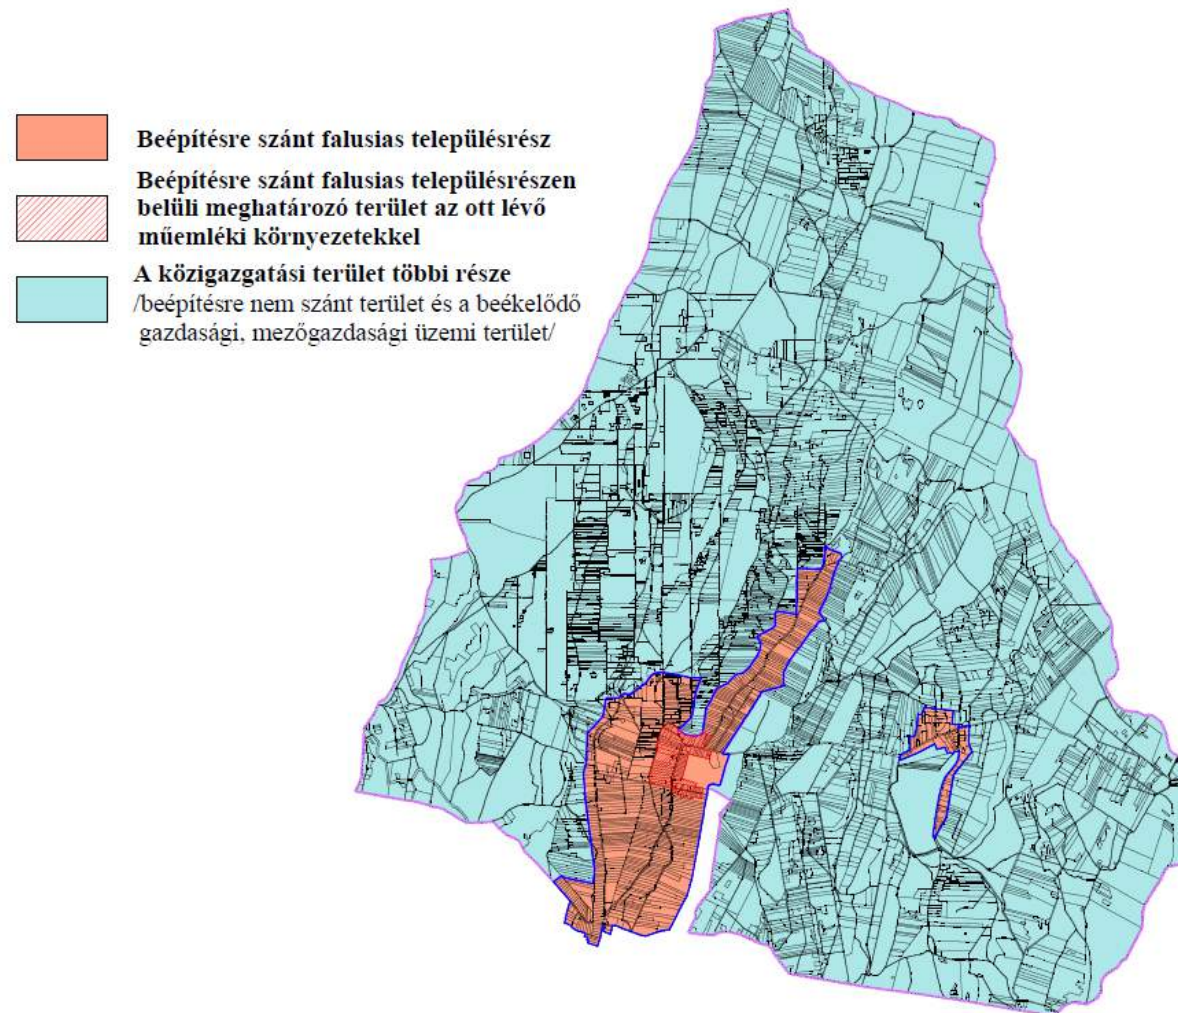 Beépítésre szánt falusias településrész
Beépítésre szánt falusias településrészen
belüli meghatározó terület az ott lévő
műemléki környezetekkel
A közigazgatási terület többi része
/beépítésre nem szánt terület és a beékelődő
gazdasági, mezőgazdasági üzemi terület/